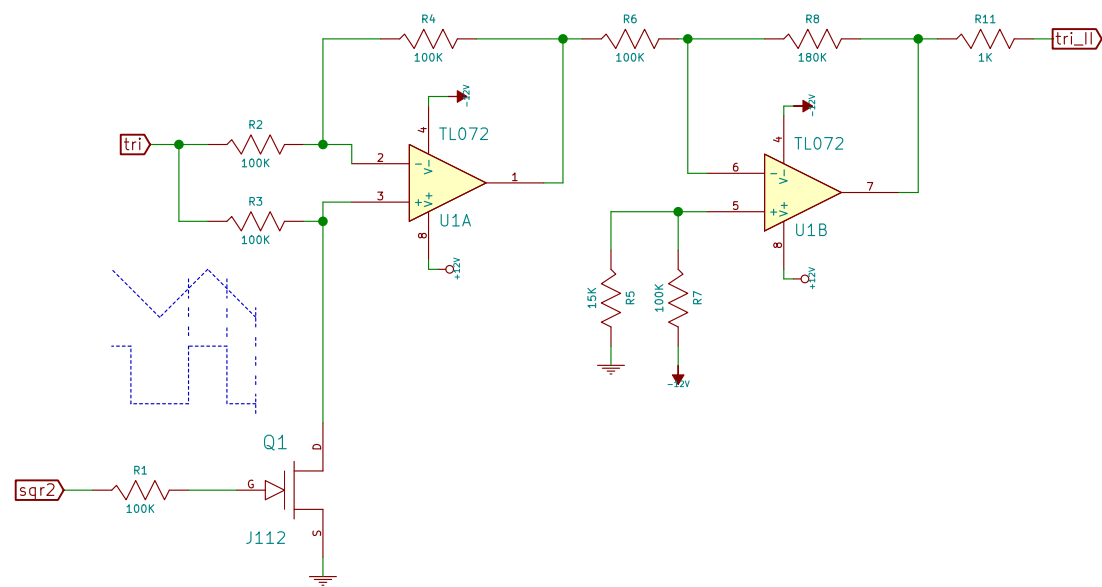 R4
100K
R6
100K
R8
180K
R11
1K
tri_II
-12V
4
TL072
2
3
-
+
V-
V+
1
8
U1A
+12V
tri
R2
100K
R3
100K
-12V
4
TL072
6
5
-
+
V-
V+
7
8
U1B
+12V
15K
R5
100K
R7
-12V
Q1
D
G
S
J112
sqr2
R1
100K